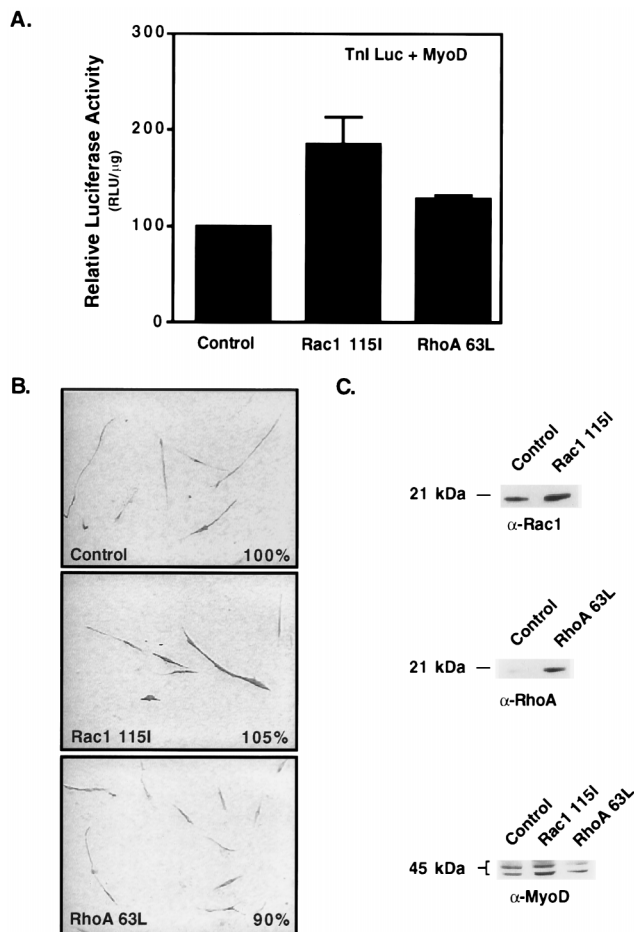 A.
TnI Luc + MyoD
Relative Luciferase Activity
(RLU/µg)
300
200
100
0
Control
Rac1 115I
RhoA 63L
B.
Control
100%
Rac1 115I
105%
RhoA 63L
90%
C.
Control
Rac1 115I
21 kDa
α-Rac1
Control
RhoA 63L
21 kDa
α-RhoA
Control
Rac1 115I
RhoA 63L
45 kDa
α-MyoD